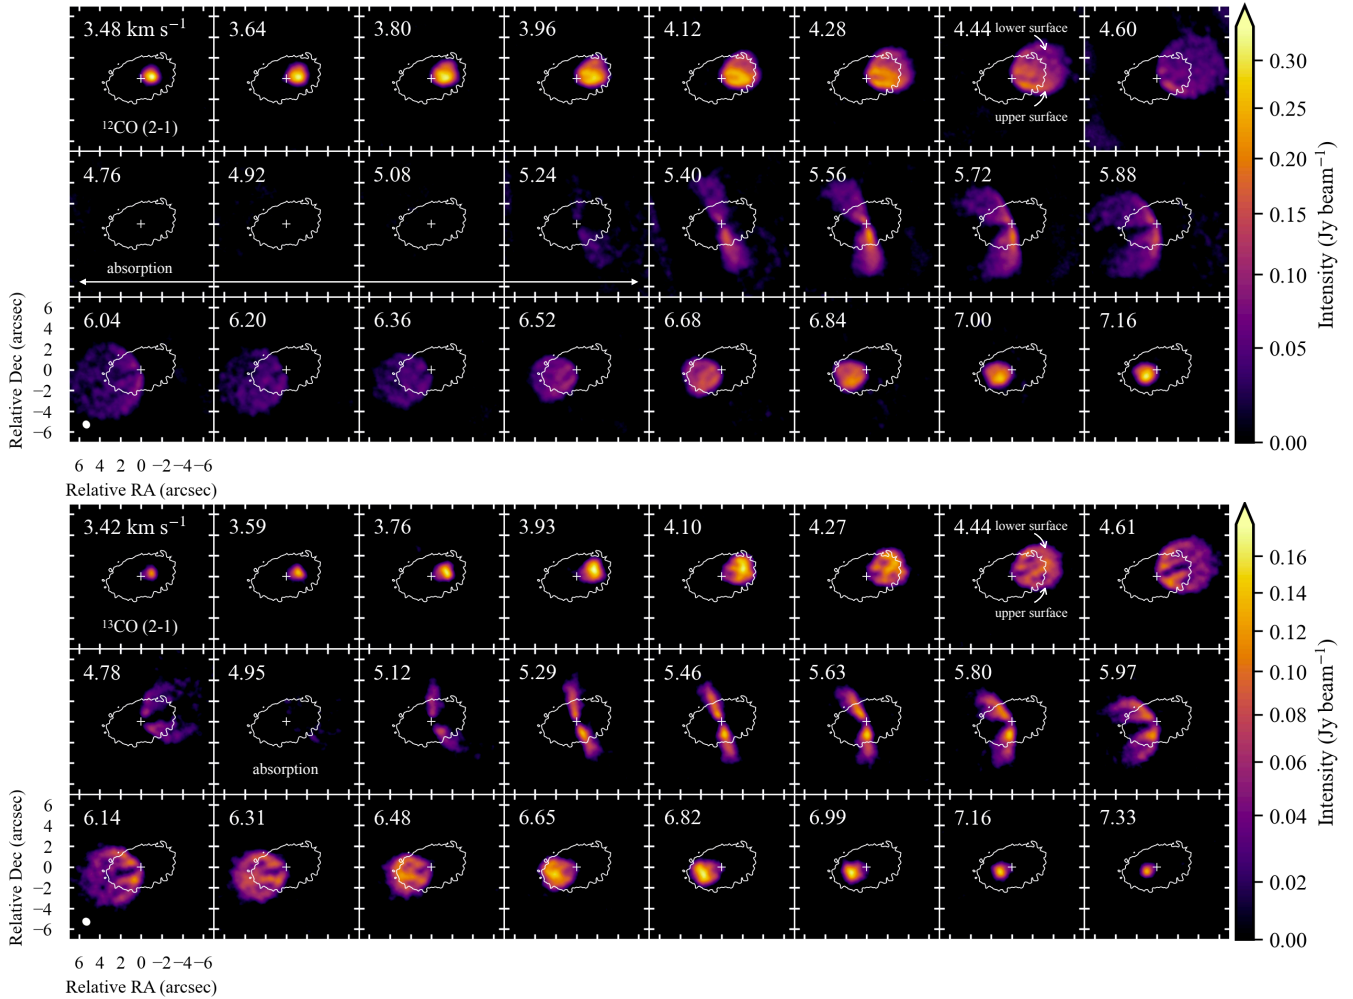 3.48 km s⁻¹ 3.64 3.80 3.96 4.12 4.28 4.44 lower surface 4.60
upper surface
¹²CO (2-1)
4.76 4.92 5.08 5.24 5.40 5.56 5.72 5.88
absorption
6.04 6.20 6.36 6.52 6.68 6.84 7.00 7.16
6
4
2
0
−2
−4
−6
Relative Dec (arcsec)
6 4 2 0 −2 −4 −6
Relative RA (arcsec)
0.30
0.25
0.20
0.15
0.10
0.05
0.00
Intensity (Jy beam⁻¹)
3.42 km s⁻¹ 3.59 3.76 3.93 4.10 4.27 4.44 lower surface 4.61
upper surface
¹³CO (2-1)
4.78 4.95 5.12 5.29 5.46 5.63 5.80 5.97
absorption
6.14 6.31 6.48 6.65 6.82 6.99 7.16 7.33
6
4
2
0
−2
−4
−6
Relative Dec (arcsec)
6 4 2 0 −2 −4 −6
Relative RA (arcsec)
0.16
0.14
0.12
0.10
0.08
0.06
0.04
0.02
0.00
Intensity (Jy beam⁻¹)